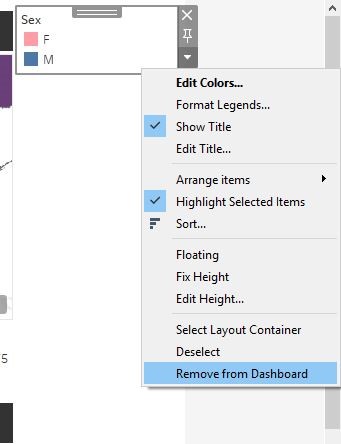 Sex
F
M
Edit Colors...
Format Legends...
Show Title
Edit Title...
Arrange items
Highlight Selected Items
Sort...
Floating
Fix Height
Edit Height...
Select Layout Container
5
Deselect
Remove from Dashboard